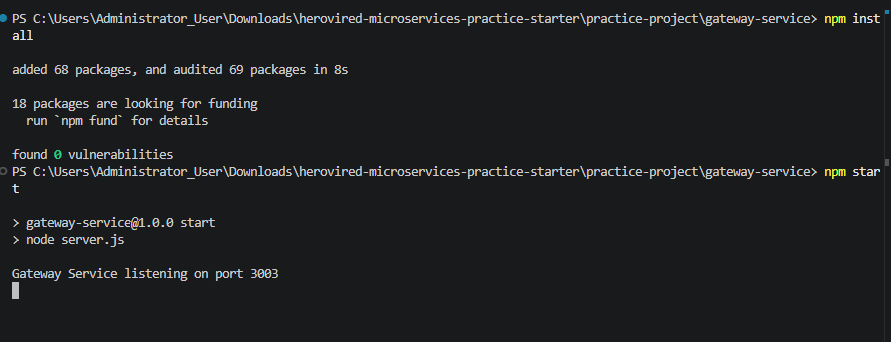 PS C:\Users\Administrator_User\Downloads\herovired-microservices-practice-starter\practice-project\gateway-service> npm inst
all
added 68 packages, and audited 69 packages in 8s
18 packages are looking for funding
run `npm fund` for details
found 0 vulnerabilities
PS C:\Users\Administrator_User\Downloads\herovired-microservices-practice-starter\practice-project\gateway-service> npm star
t
> gateway-service@1.0.0 start
> node server.js
Gateway Service listening on port 3003